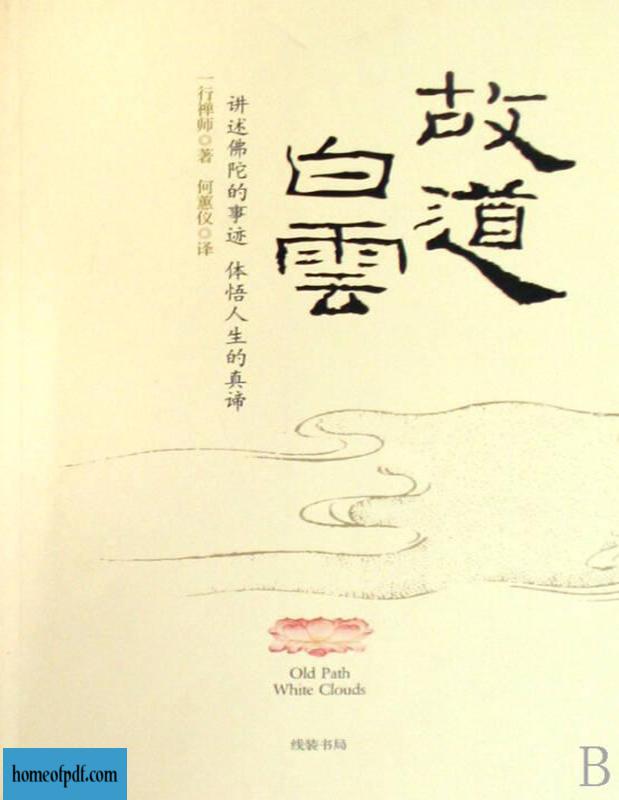 故道
白雲
讲述佛陀的事迹 体悟人生的真谛
一行禅师◎著 何蕙仪◎译
Old Path
White Clouds
线装书局
B
homeofpdf.com